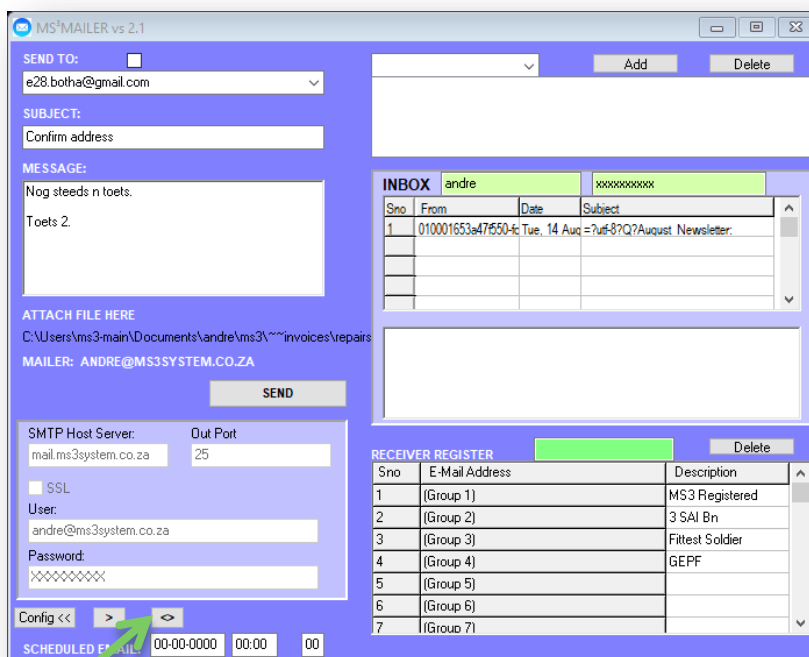 MS³MAILER vs 2.1
SEND TO:
e28.botha@gmail.com
SUBJECT:
Confirm address
MESSAGE:
Nog steeds n toets.
Toets 2.
ATTACH FILE HERE
C:\Users\ms3-main\Documents\andre\ms3\~~invoices\repairs
MAILER: ANDRE@MS3SYSTEM.CO.ZA
SEND
SMTP Host Server: Out Port
mail.ms3system.co.za 25
SSL
User:
andre@ms3system.co.za
Password:
XXXXXXXXX
Config << > <>
SCHEDULED EMAIL: 00-00-0000 00:00 00
Add Delete
INBOX andre xxxxxxxxxx
Sno From Date Subject
1 010001653a47f550-fc Tue, 14 Aug =?utf-8?Q?August_Newsletter:
Delete
RECEIVER REGISTER
Sno E-Mail Address Description
1 (Group 1) MS3 Registered
2 (Group 2) 3 SAI Bn
3 (Group 3) Fittest Soldier
4 (Group 4) GEPF
5 (Group 5)
6 (Group 6)
7 (Group 7)